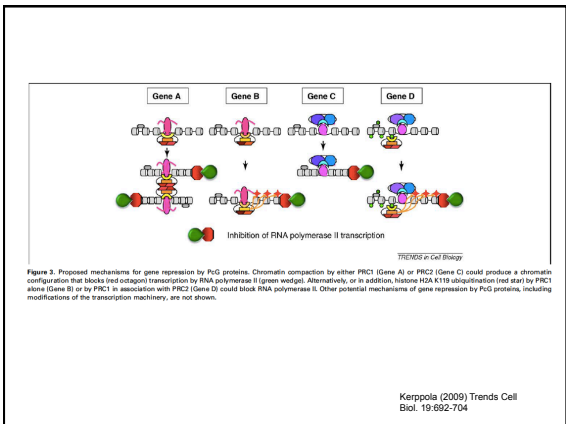 Gene A Gene B Gene C Gene D
Inhibition of RNA polymerase II transcription
TRENDS in Cell Biology
Figure 3. Proposed mechanisms for gene repression by PcG proteins. Chromatin compaction by either PRC1 (Gene A) or PRC2 (Gene C) could produce a chromatin
configuration that blocks (red octagon) transcription by RNA polymerase II (green wedge). Alternatively, or in addition, histone H2A K119 ubiquitination (red star) by PRC1
alone (Gene B) or by PRC1 in association with PRC2 (Gene D) could block RNA polymerase II. Other potential mechanisms of gene repression by PcG proteins, including
modifications of the transcription machinery, are not shown.
Kerppola (2009) Trends Cell
Biol. 19:692-704